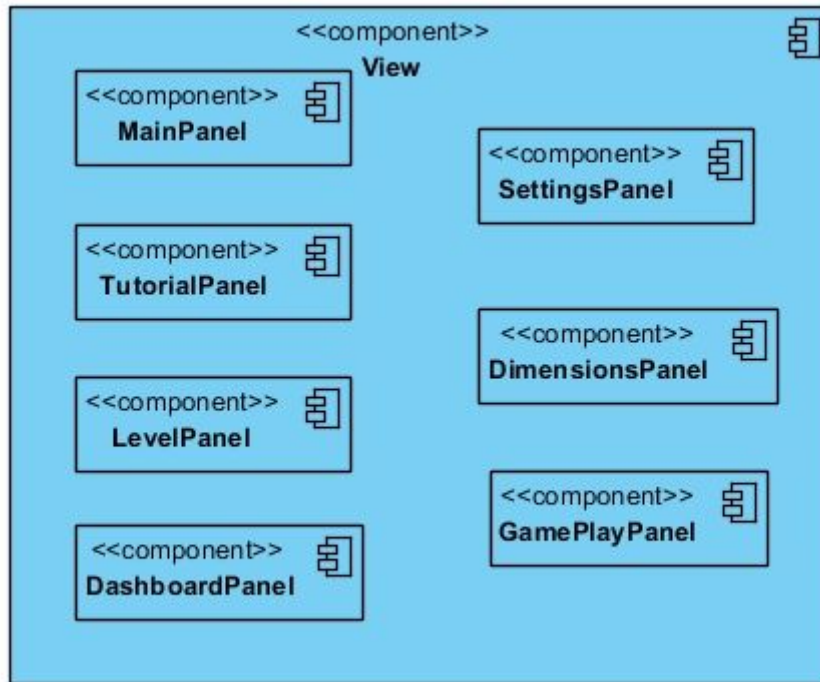 <<component>>
View
<<component>>
MainPanel
<<component>>
TutorialPanel
<<component>>
LevelPanel
<<component>>
DashboardPanel
<<component>>
SettingsPanel
<<component>>
DimensionsPanel
<<component>>
GamePlayPanel